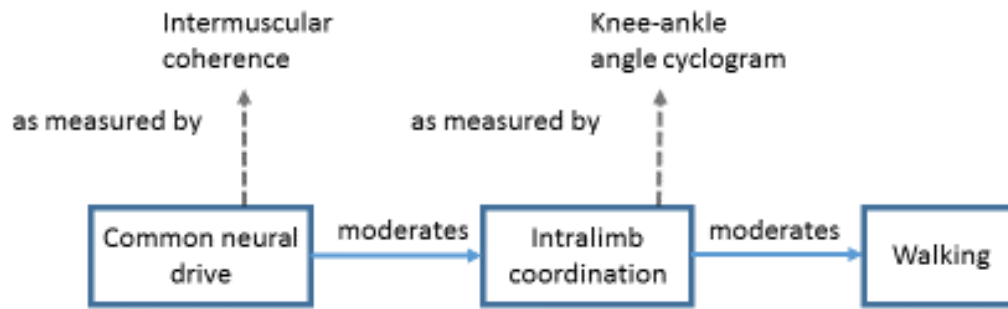 Intermuscular
coherence
Knee-ankle
angle cyclogram
as measured by
as measured by
Common neural
drive
moderates
Intralimb
coordination
moderates
Walking